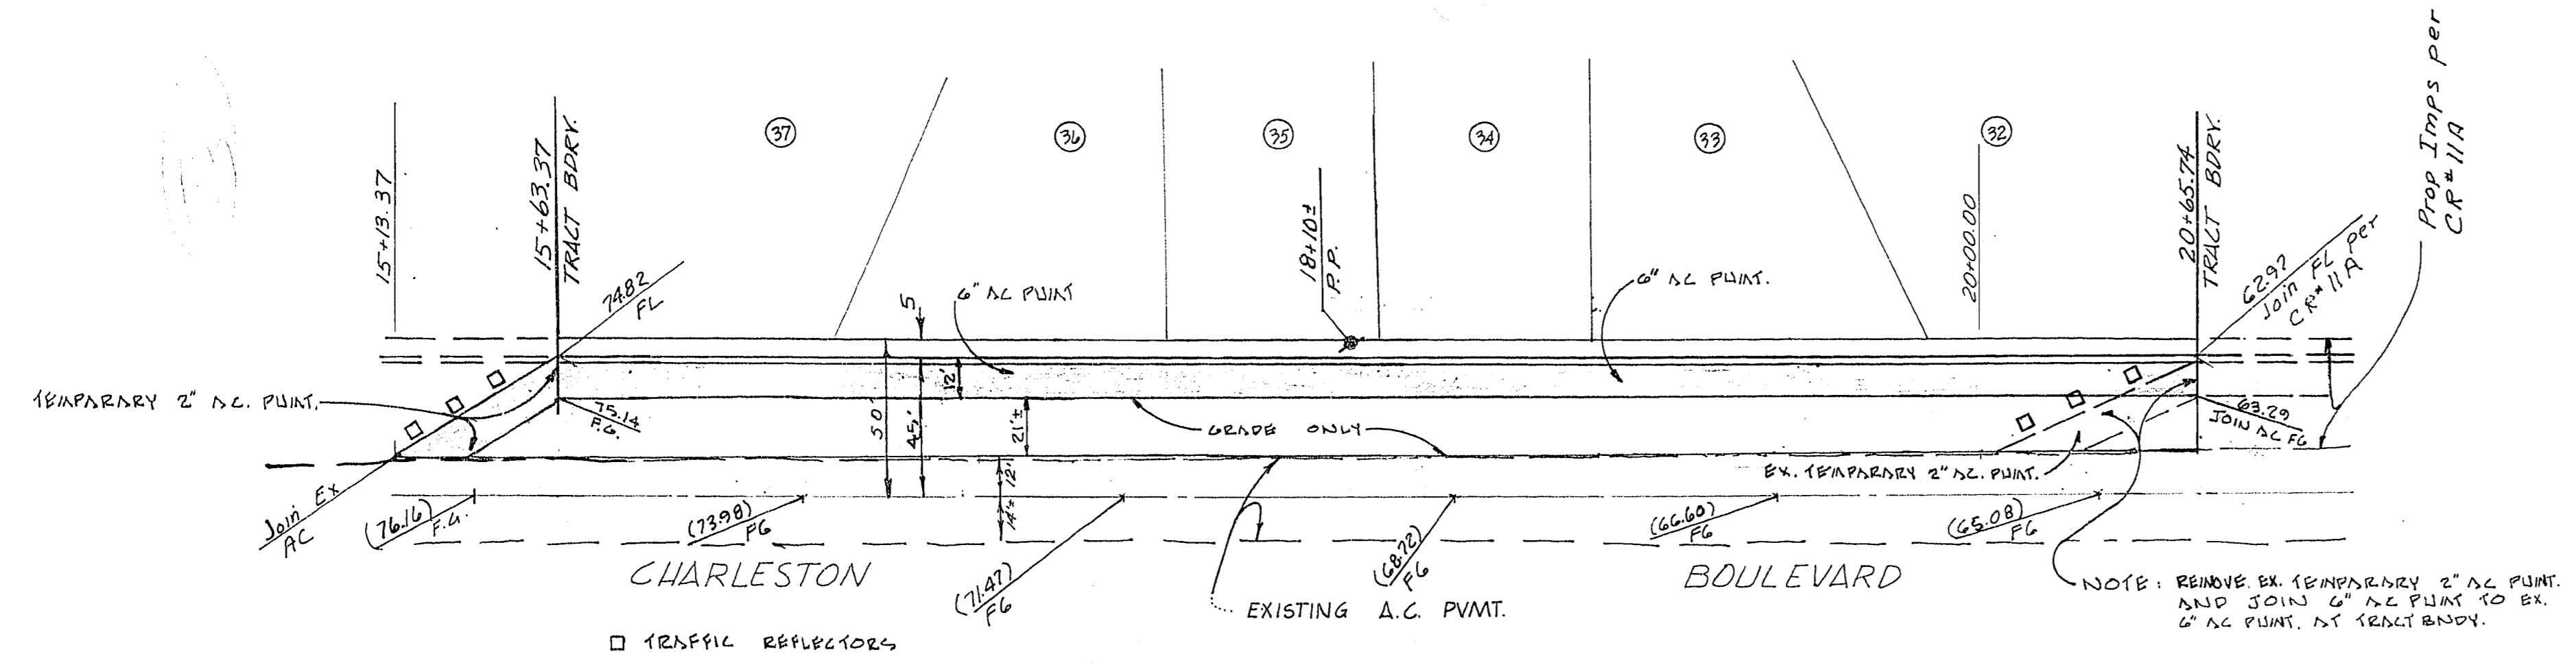 15+13.37
15+63.37
TRACT BDRY.
37
36
35
34
33
32
18+10±
P.P.
20+00.00
20+65.74
TRACT BDRY.
Prop Imps per
CR# 11A
74.82
FL
6" AC PVMT
5
6" AC PVMT.
62.97
Join FL per
CR# 11A
TEMPARARY 2" AC. PVMT.
75.14
F.G.
12'
50'
45'
21'±
GRADE ONLY
63.29
JOIN AC FG
EX. TEMPARARY 2" AC. PVMT.
12'
14'±
Join Ex
AC
(76.16)
F.G.
(73.98)
FG
(71.47)
FG
(68.72)
FG
(66.60)
FG
(65.08)
FG
CHARLESTON BOULEVARD
EXISTING A.C. PVMT.
NOTE: REMOVE EX. TEMPARARY 2" AC PVMT.
AND JOIN 6" AC PVMT TO EX.
6" AC PVMT. AT TRACT BNDY.
TRAFFIC REFLECTORS